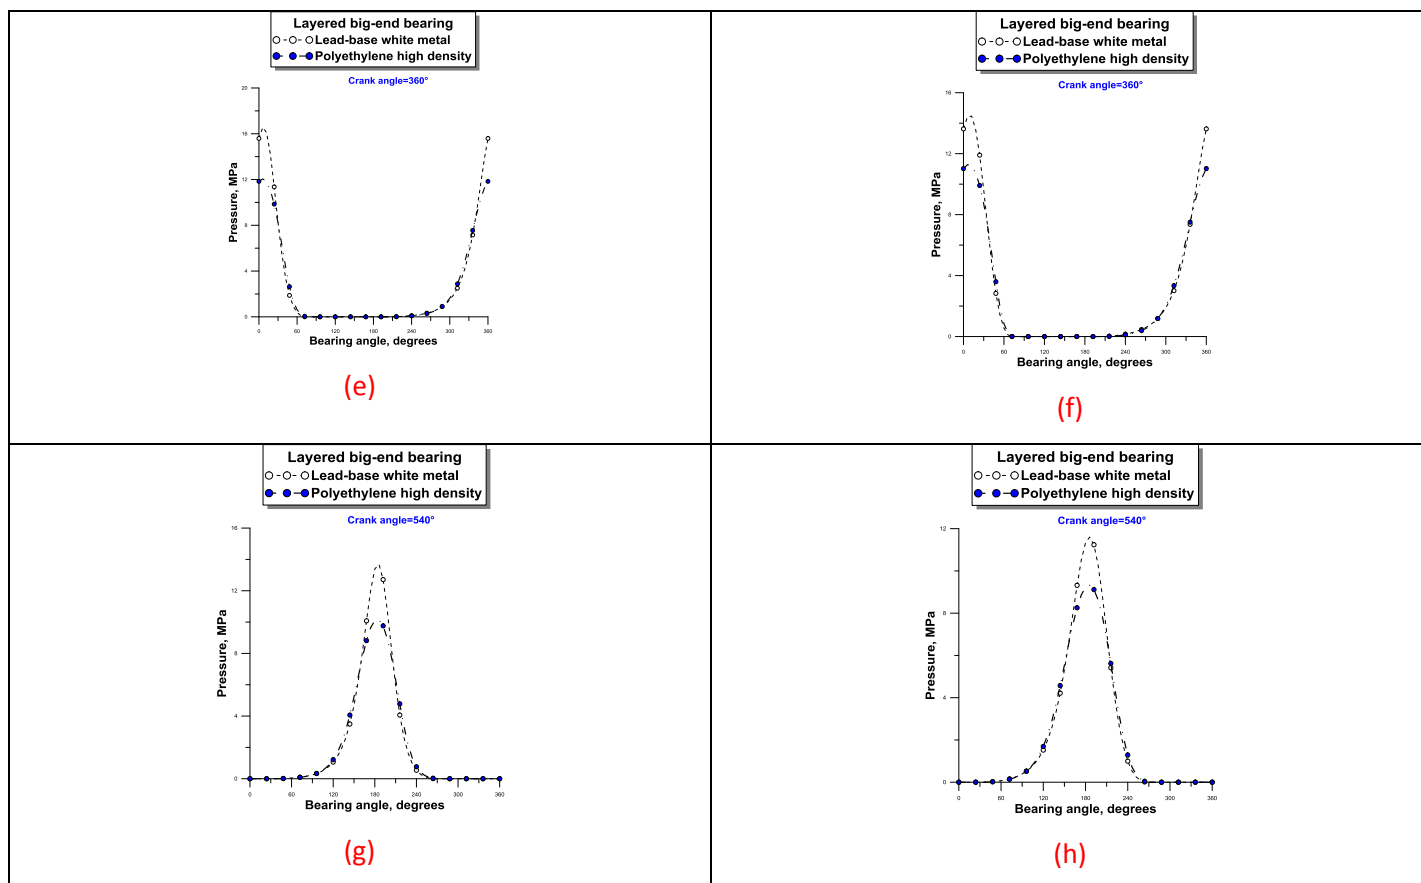 Layered big-end bearing
Lead-base white metal
Polyethylene high density
Crank angle=360°
Pressure, MPa
20
16
12
8
4
0
0 60 120 180 240 300 360
Bearing angle, degrees
(e)
Layered big-end bearing
Lead-base white metal
Polyethylene high density
Crank angle=360°
Pressure, MPa
16
12
8
4
0
0 60 120 180 240 300 360
Bearing angle, degrees
(f)
Layered big-end bearing
Lead-base white metal
Polyethylene high density
Crank angle=540°
Pressure, MPa
16
12
8
4
0
0 60 120 180 240 300 360
Bearing angle, degrees
(g)
Layered big-end bearing
Lead-base white metal
Polyethylene high density
Crank angle=540°
Pressure, MPa
12
8
4
0
0 60 120 180 240 300 360
Bearing angle, degrees
(h)